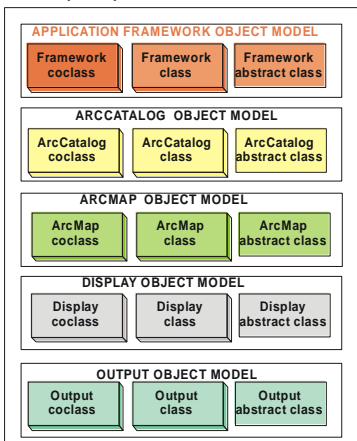 APPLICATION FRAMEWORK OBJECT MODEL
Framework coclass
Framework class
Framework abstract class
ARCCATALOG OBJECT MODEL
ArcCatalog coclass
ArcCatalog class
ArcCatalog abstract class
ARCMAP OBJECT MODEL
ArcMap coclass
ArcMap class
ArcMap abstract class
DISPLAY OBJECT MODEL
Display coclass
Display class
Display abstract class
OUTPUT OBJECT MODEL
Output coclass
Output class
Output abstract class